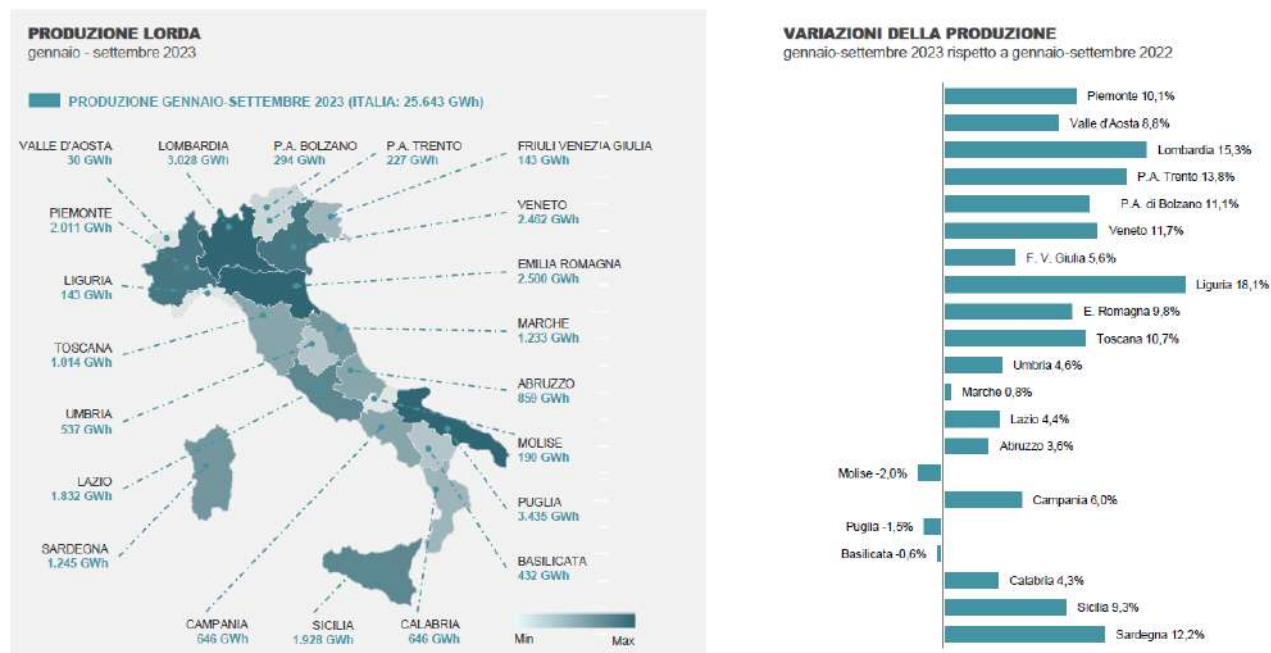 PRODUZIONE LORDA
gennaio - settembre 2023
PRODUZIONE GENNAIO-SETTEMBRE 2023 (ITALIA: 25.643 GWh)
VALLE D'AOSTA
30 GWh
LOMBARDIA
3.028 GWh
P.A. BOLZANO
294 GWh
P.A. TRENTO
227 GWh
FRIULI VENEZIA GIULIA
143 GWh
PIEMONTE
2.011 GWh
VENETO
2.462 GWh
LIGURIA
143 GWh
EMILIA ROMAGNA
2.500 GWh
TOSCANA
1.014 GWh
MARCHE
1.233 GWh
UMBRIA
537 GWh
ABRUZZO
859 GWh
LAZIO
1.832 GWh
MOLISE
190 GWh
SARDEGNA
1.245 GWh
PUGLIA
3.435 GWh
BASILICATA
432 GWh
CAMPANIA
646 GWh
SICILIA
1.928 GWh
CALABRIA
646 GWh
Min
Max
VARIAZIONI DELLA PRODUZIONE
gennaio-settembre 2023 rispetto a gennaio-settembre 2022
Piemonte 10,1%
Valle d'Aosta 8,6%
Lombardia 15,3%
P.A. Trento 13,8%
P.A. di Bolzano 11,1%
Veneto 11,7%
F. V. Giulia 5,6%
Liguria 18,1%
E. Romagna 9,8%
Toscana 10,7%
Umbria 4,6%
Marche 0,8%
Lazio 4,4%
Abruzzo 3,6%
Molise -2,0%
Campania 6,0%
Puglia -1,5%
Basilicata -0,6%
Calabria 4,3%
Sicilia 9,3%
Sardegna 12,2%